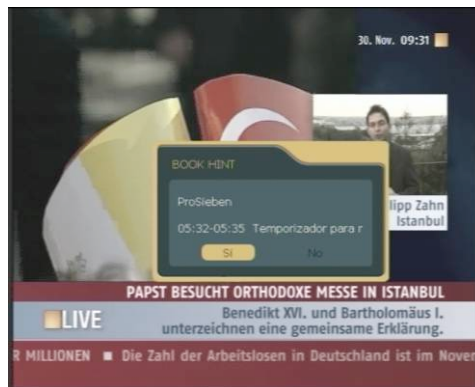 30. Nov. 09:31
BOOK HINT
ProSieben
05:32-05:35 Temporizador para r
Si No
lipp Zahn
Istanbul
PAPST BESUCHT ORTHODOXE MESSE IN ISTANBUL
LIVE
Benedikt XVI. und Bartholomäus I.
unterzeichnen eine gemeinsame Erklärung.
R MILLIONEN ■ Die Zahl der Arbeitslosen in Deutschland ist im Nover